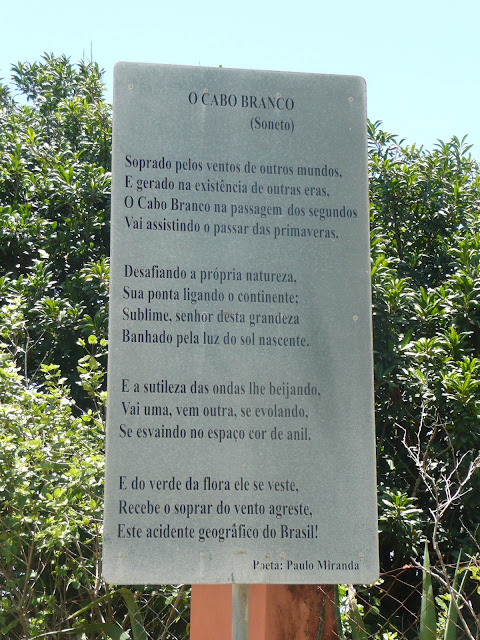 O CABO BRANCO
(Soneto)
Soprado pelos ventos de outros mundos,
E gerado na existência de outras eras,
O Cabo Branco na passagem dos segundos
Vai assistindo o passar das primaveras.
Desafiando a própria natureza,
Sua ponta ligando o continente;
Sublime, senhor desta grandeza
Banhado pela luz do sol nascente.
E a sutileza das ondas lhe beijando,
Vai uma, vem outra, se evolando,
Se esvaindo no espaço cor de anil.
E do verde da flora ele se veste,
Recebe o soprar do vento agreste,
Este acidente geográfico do Brasil!
Poeta: Paulo Miranda